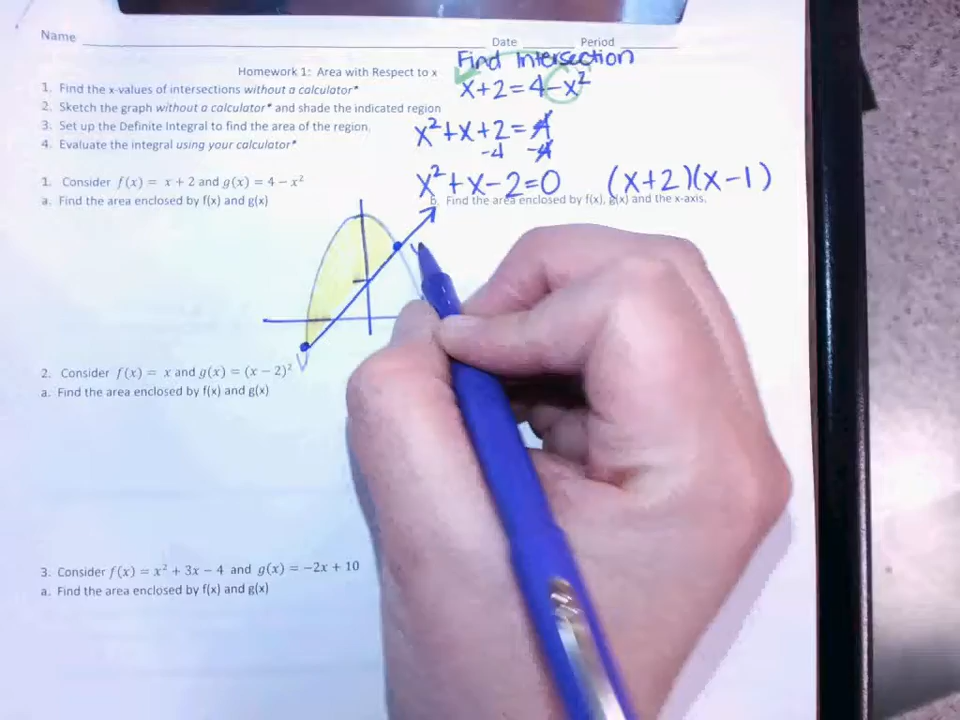 Name
Date Period
Find Intersection
Homework 1: Area with Respect to x
x+2=4-x²
1. Find the x-values of intersections without a calculator*
2. Sketch the graph without a calculator* and shade the indicated region
3. Set up the Definite Integral to find the area of the region.
4. Evaluate the integral using your calculator*
x²+x+2=4
-4 -4
x²+x-2=0 (x+2)(x-1)
1. Consider f(x) = x + 2 and g(x) = 4 − x²
a. Find the area enclosed by f(x) and g(x)
b. Find the area enclosed by f(x), g(x) and the x-axis.
2. Consider f(x) = x and g(x) = (x − 2)²
a. Find the area enclosed by f(x) and g(x)
3. Consider f(x) = x² + 3x − 4 and g(x) = −2x + 10
a. Find the area enclosed by f(x) and g(x)